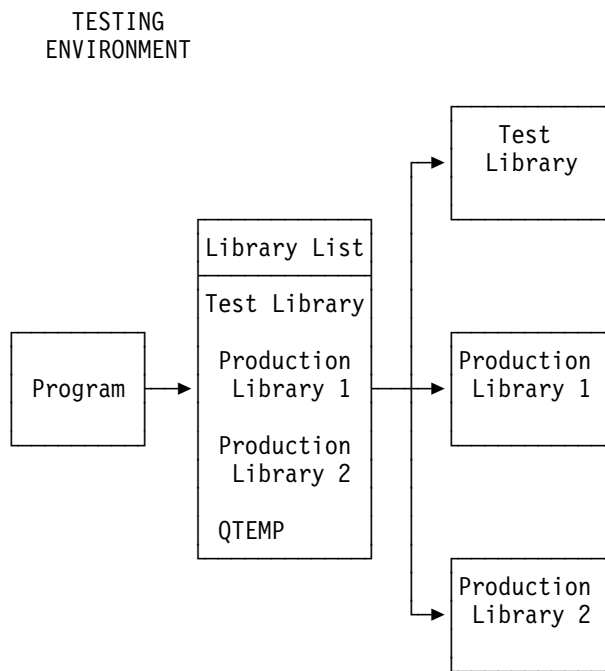 TESTING
ENVIRONMENT
Test
Library
Library List
Test Library
Production
Library 1
Production
Library 2
QTEMP
Program
Production
Library 1
Production
Library 2